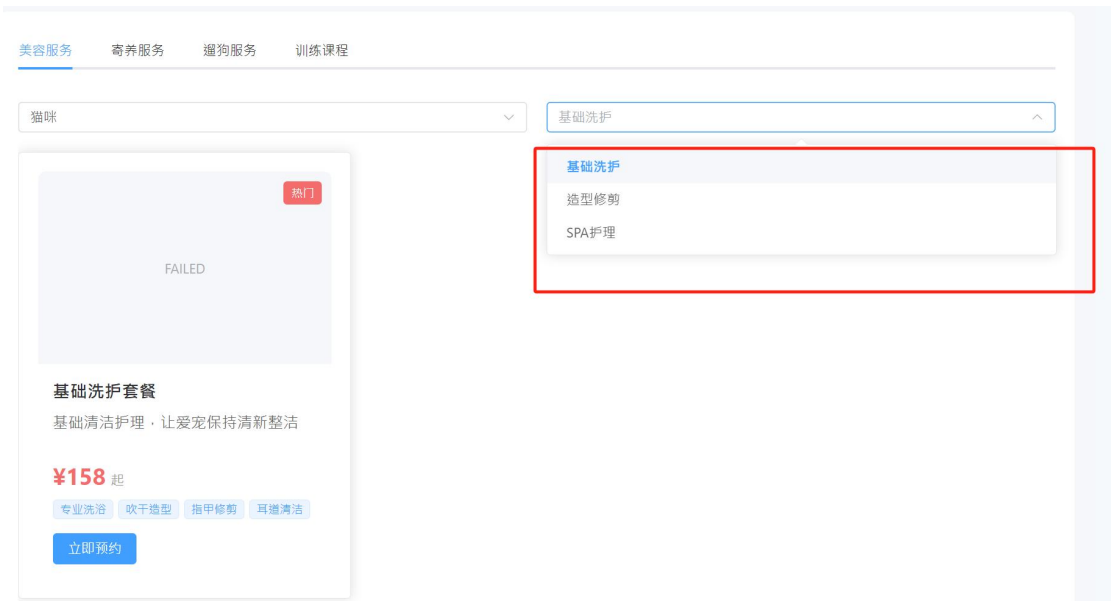 美容服务 寄养服务 遛狗服务 训练课程
猫咪 基础洗护
基础洗护
造型修剪
SPA护理
热门
FAILED
基础洗护套餐
基础清洁护理，让爱宠保持清新整洁
¥158 起
专业洗浴 吹干造型 指甲修剪 耳道清洁
立即预约